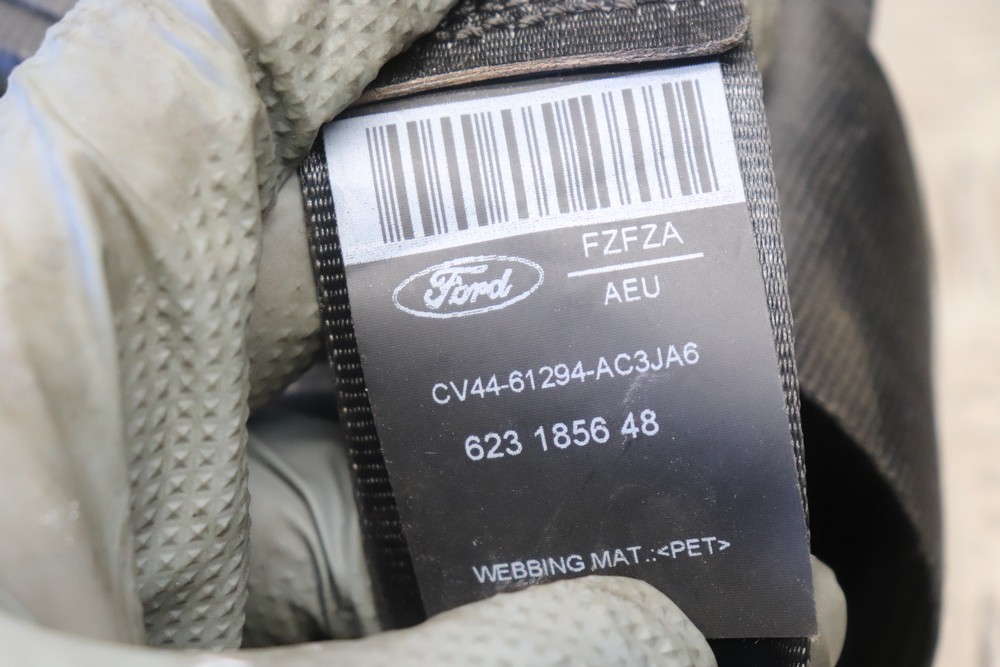 FZFZA
Ford
AEU
CV44-61294-AC3JA6
623 1856 48
WEBBING MAT.:<PET>